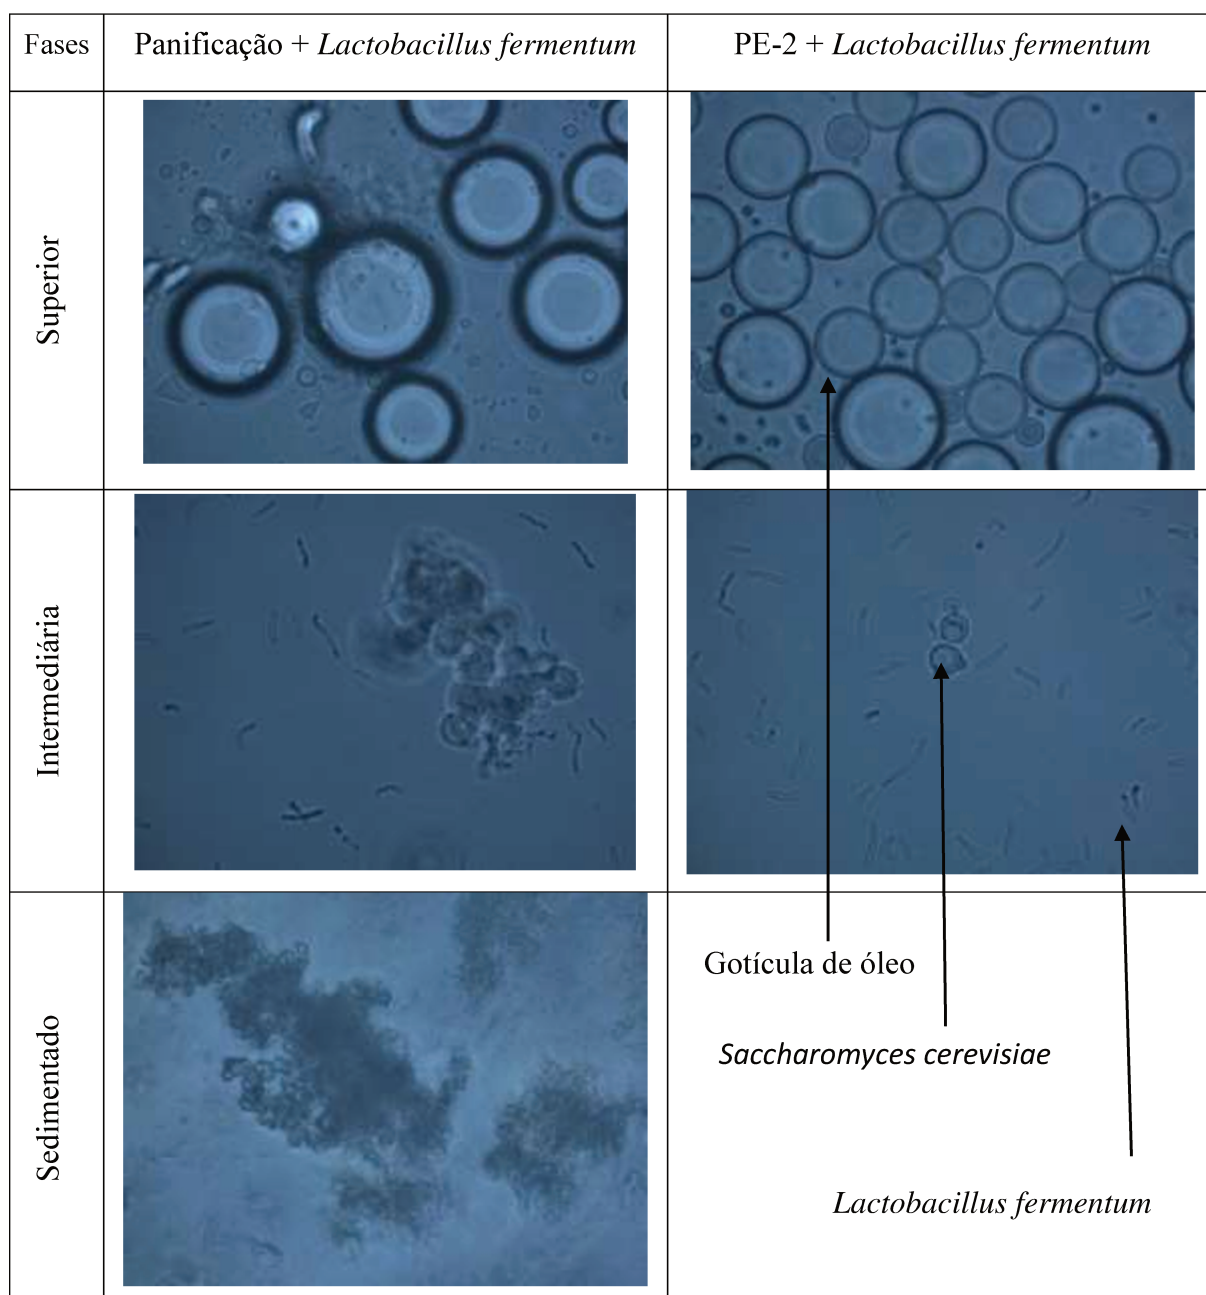 Fases
Panificação + Lactobacillus fermentum
PE-2 + Lactobacillus fermentum
Superior
Intermediária
Sedimentado
Gotícula de óleo
Saccharomyces cerevisiae
Lactobacillus fermentum